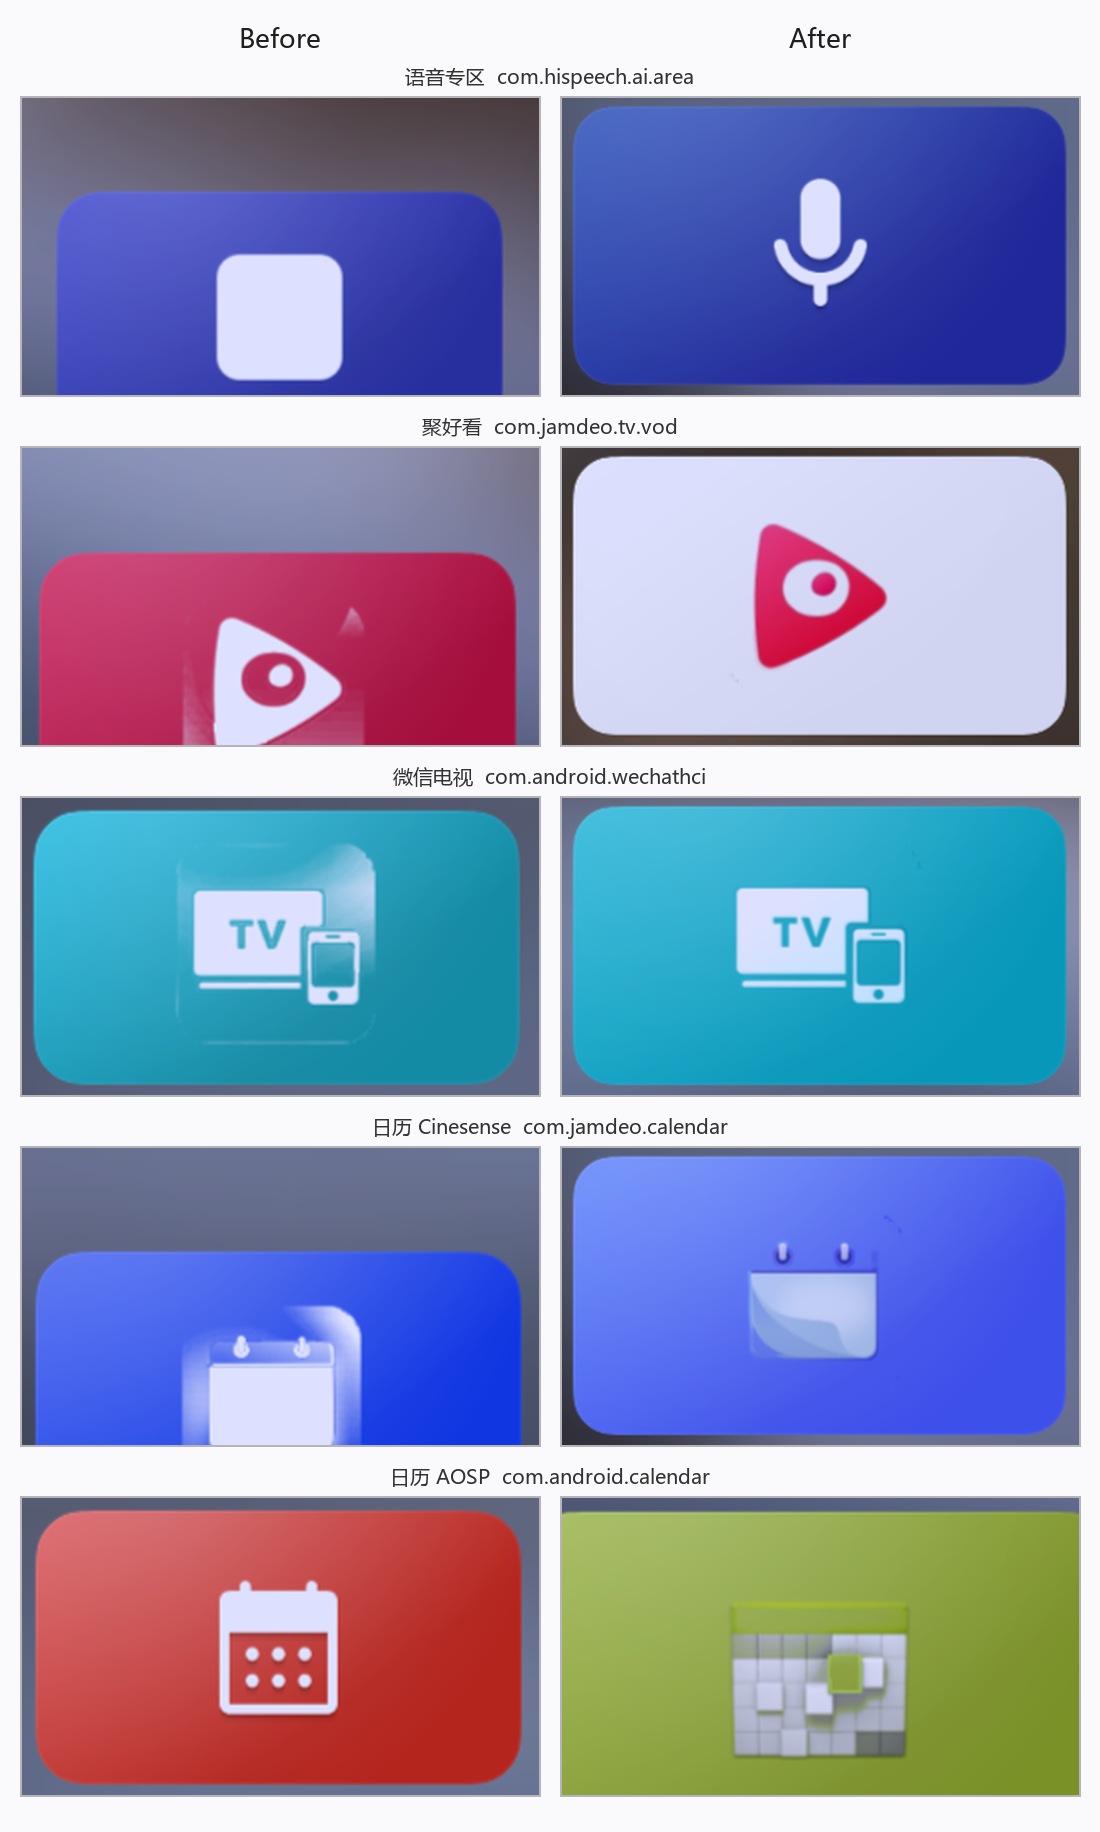 Before
After
语音专区 com.hispeech.ai.area
聚好看 com.jamdeo.tv.vod
微信电视 com.android.wechathci
TV
TV
日历 Cinesense com.jamdeo.calendar
日历 AOSP com.android.calendar